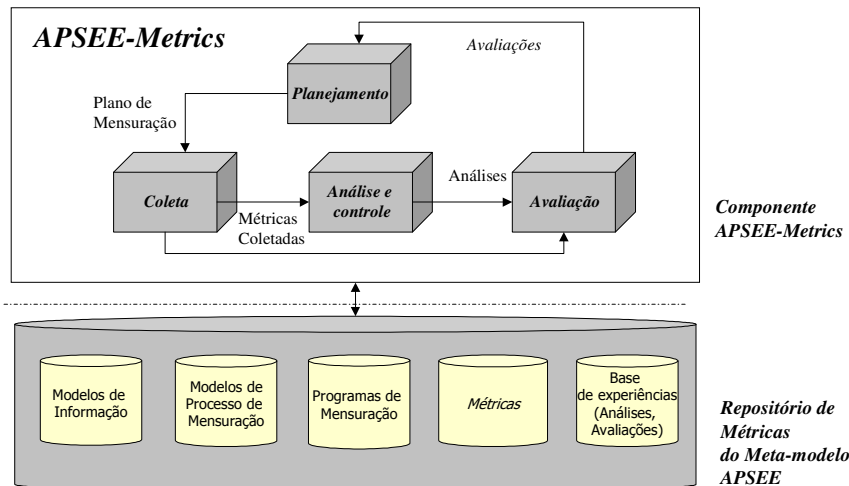 APSEE-Metrics
Avaliações
Planejamento
Plano de
Mensuração
Coleta
Métricas
Coletadas
Análise e
controle
Análises
Avaliação
Componente
APSEE-Metrics
Modelos de
Informação
Modelos de
Processo de
Mensuração
Programas de
Mensuração
Métricas
Base
de experiências
(Análises,
Avaliações)
Repositório de
Métricas
do Meta-modelo
APSEE